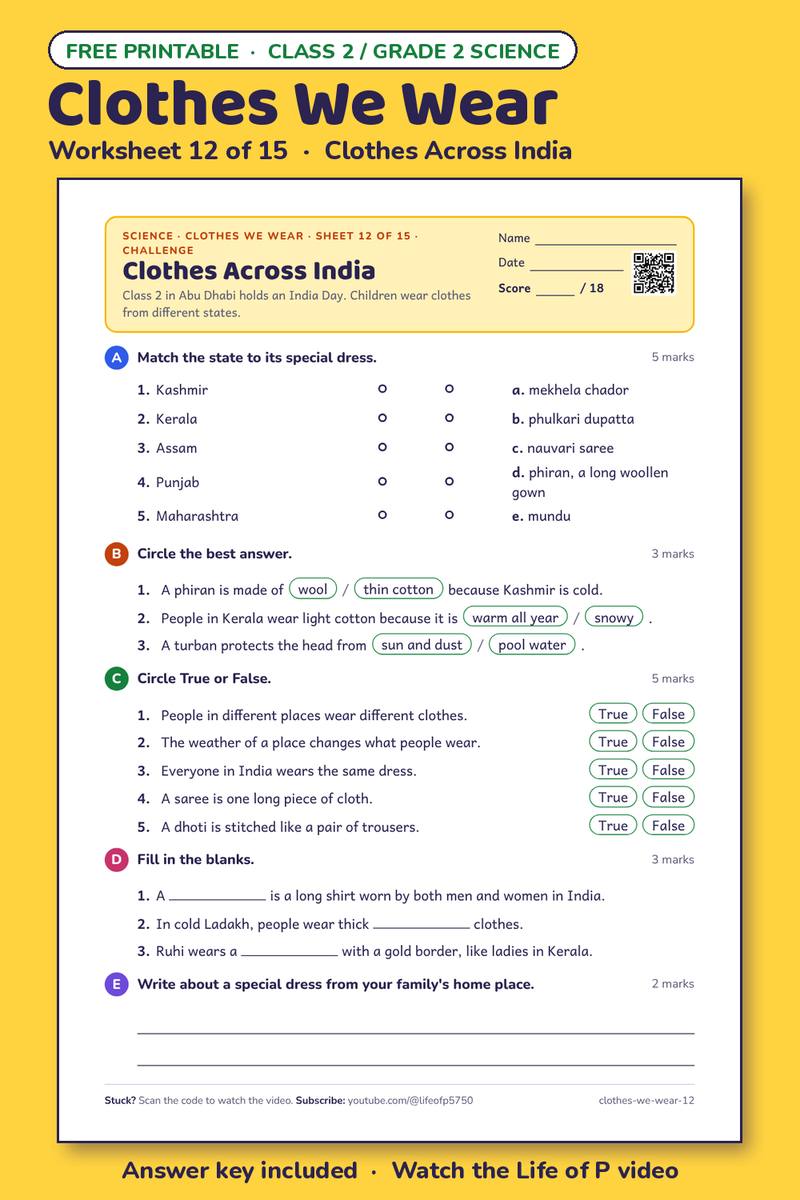 FREE PRINTABLE · CLASS 2 / GRADE 2 SCIENCE
Clothes We Wear
Worksheet 12 of 15 · Clothes Across India
SCIENCE · CLOTHES WE WEAR · SHEET 12 OF 15 ·
CHALLENGE
Clothes Across India
Class 2 in Abu Dhabi holds an India Day. Children wear clothes
from different states.
Name
Date
Score / 18
A Match the state to its special dress. 5 marks
1. Kashmir a. mekhela chador
2. Kerala b. phulkari dupatta
3. Assam c. nauvari saree
4. Punjab d. phiran, a long woollen
gown
5. Maharashtra e. mundu
B Circle the best answer. 3 marks
1. A phiran is made of wool / thin cotton because Kashmir is cold.
2. People in Kerala wear light cotton because it is warm all year / snowy .
3. A turban protects the head from sun and dust / pool water .
C Circle True or False. 5 marks
1. People in different places wear different clothes. True False
2. The weather of a place changes what people wear. True False
3. Everyone in India wears the same dress. True False
4. A saree is one long piece of cloth. True False
5. A dhoti is stitched like a pair of trousers. True False
D Fill in the blanks. 3 marks
1. A ____ is a long shirt worn by both men and women in India.
2. In cold Ladakh, people wear thick ____ clothes.
3. Ruhi wears a ____ with a gold border, like ladies in Kerala.
E Write about a special dress from your family's home place. 2 marks
Stuck? Scan the code to watch the video. Subscribe: youtube.com/@lifeofp5750 clothes-we-wear-12
Answer key included · Watch the Life of P video